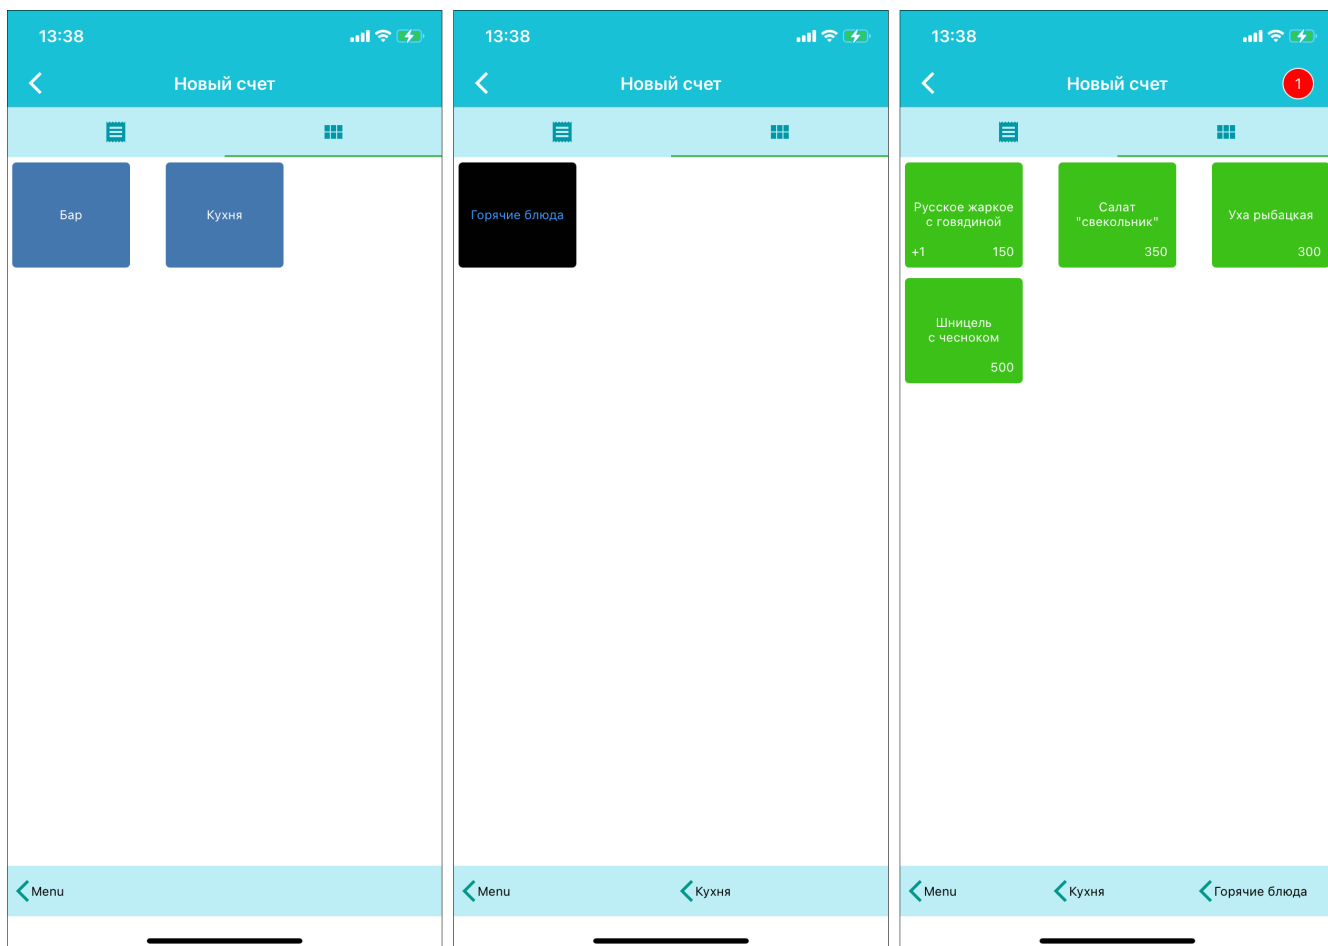 13:38
Новый счет
Бар
Кухня
Menu
13:38
Новый счет
Горячие блюда
Menu
Кухня
13:38
Новый счет
1
Русское жаркое
с говядиной
+1 150
Салат
"свекольник"
350
Уха рыбацкая
300
Шницель
с чесноком
500
Menu
Кухня
Горячие блюда